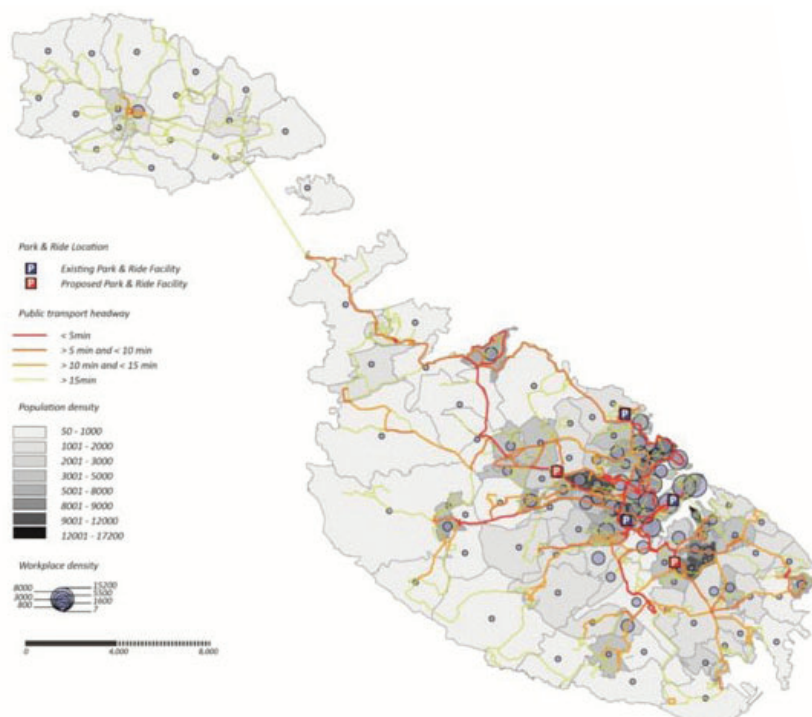 Park & Ride Location
P Existing Park & Ride Facility
P Proposed Park & Ride Facility
Public transport headway
< 5min
> 5 min and < 10 min
> 10 min and < 15 min
> 15min
Population density
50 - 1000
1001 - 2000
2001 - 3000
3001 - 5000
5001 - 8000
8001 - 9000
9001 - 12000
12001 - 17200
Workplace density
8000 15200
3000 5500
800 1600
7
0 4,000 8,000
P
P
P
P
P